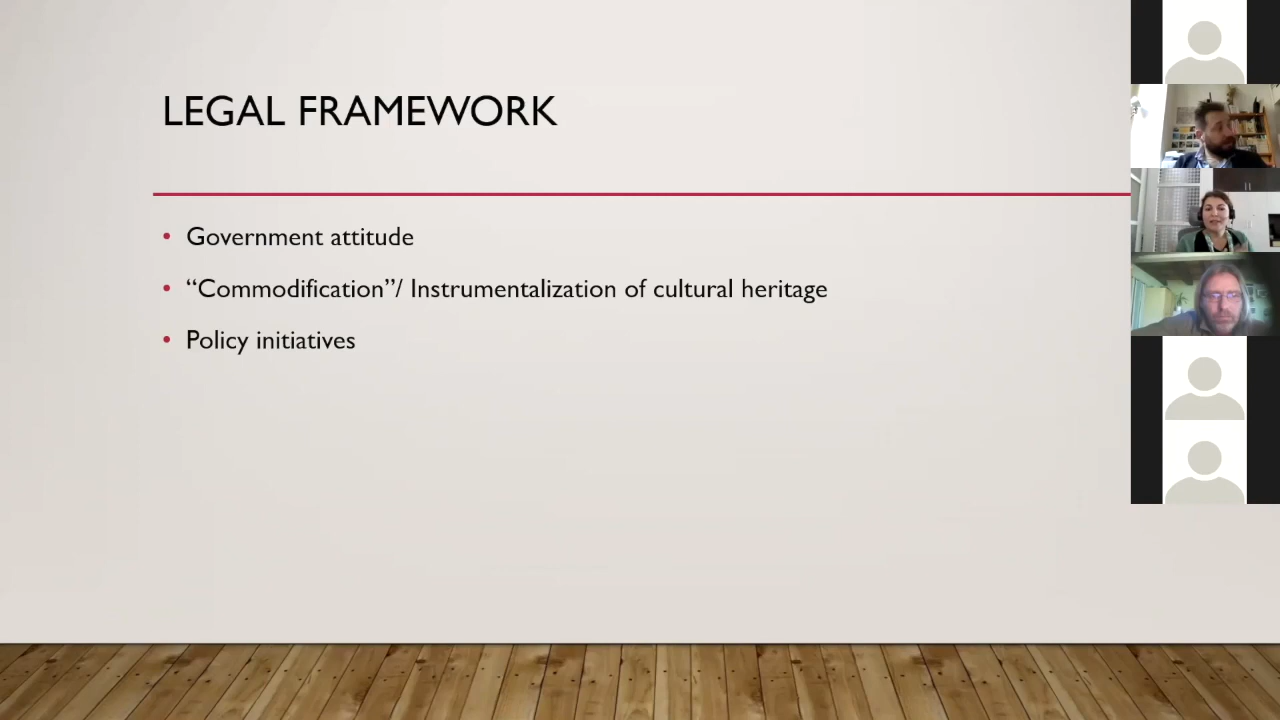 LEGAL FRAMEWORK
• Government attitude
• “Commodification”/ Instrumentalization of cultural heritage
• Policy initiatives